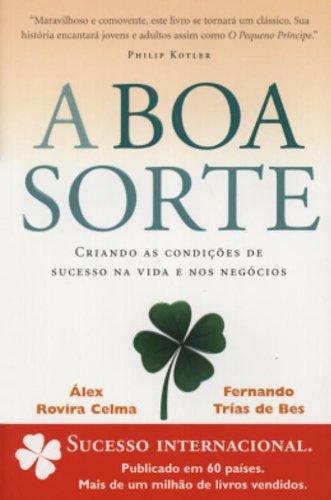 "Maravilhoso e comovente, este livro se tornará um clássico. Sua
história encantará jovens e adultos assim como O Pequeno Príncipe."
PHILIP KOTLER
A BOA
SORTE
CRIANDO AS CONDIÇÕES DE
SUCESSO NA VIDA E NOS NEGÓCIOS
Álex
Rovira Celma
Fernando
Trías de Bes
SUCESSO INTERNACIONAL.
Publicado em 60 países.
Mais de um milhão de livros vendidos.